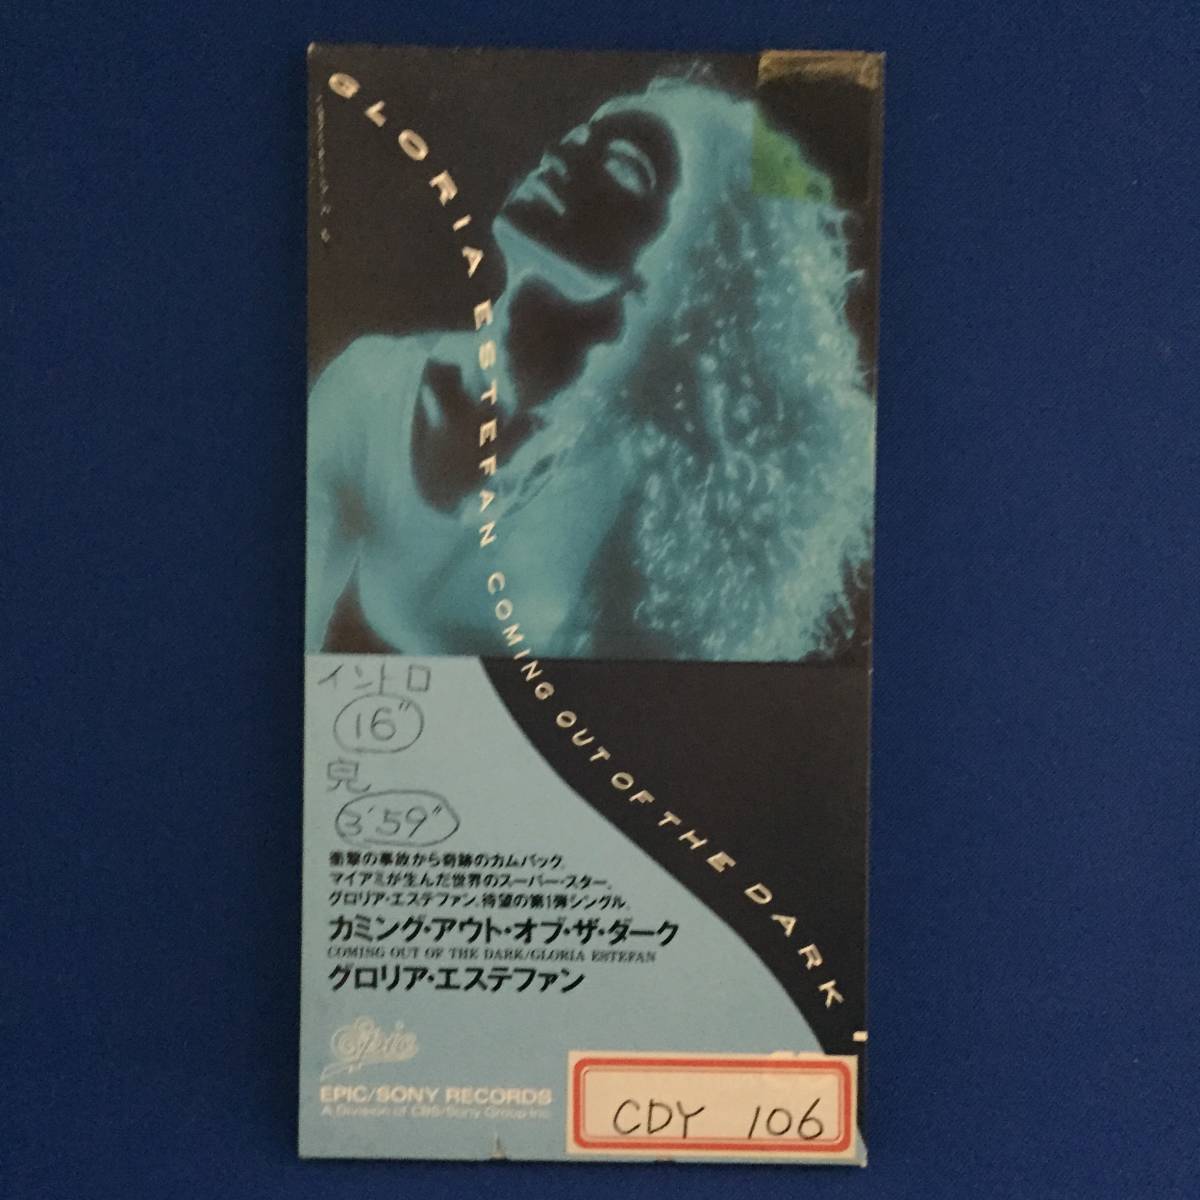 GLORIA ESTEFAN COMING OUT OF THE DARK
イントロ
16"
完
3'59"
衝撃の事故から奇跡のカムバック。
マイアミが生んだ世界のスーパー・スター、
グロリア・エステファン、待望の第1弾シングル。
カミング・アウト・オブ・ザ・ダーク
COMING OUT OF THE DARK/GLORIA ESTEFAN
グロリア・エステファン
Epic
EPIC/SONY RECORDS
A Division of CBS/Sony Group Inc.
CDY 106